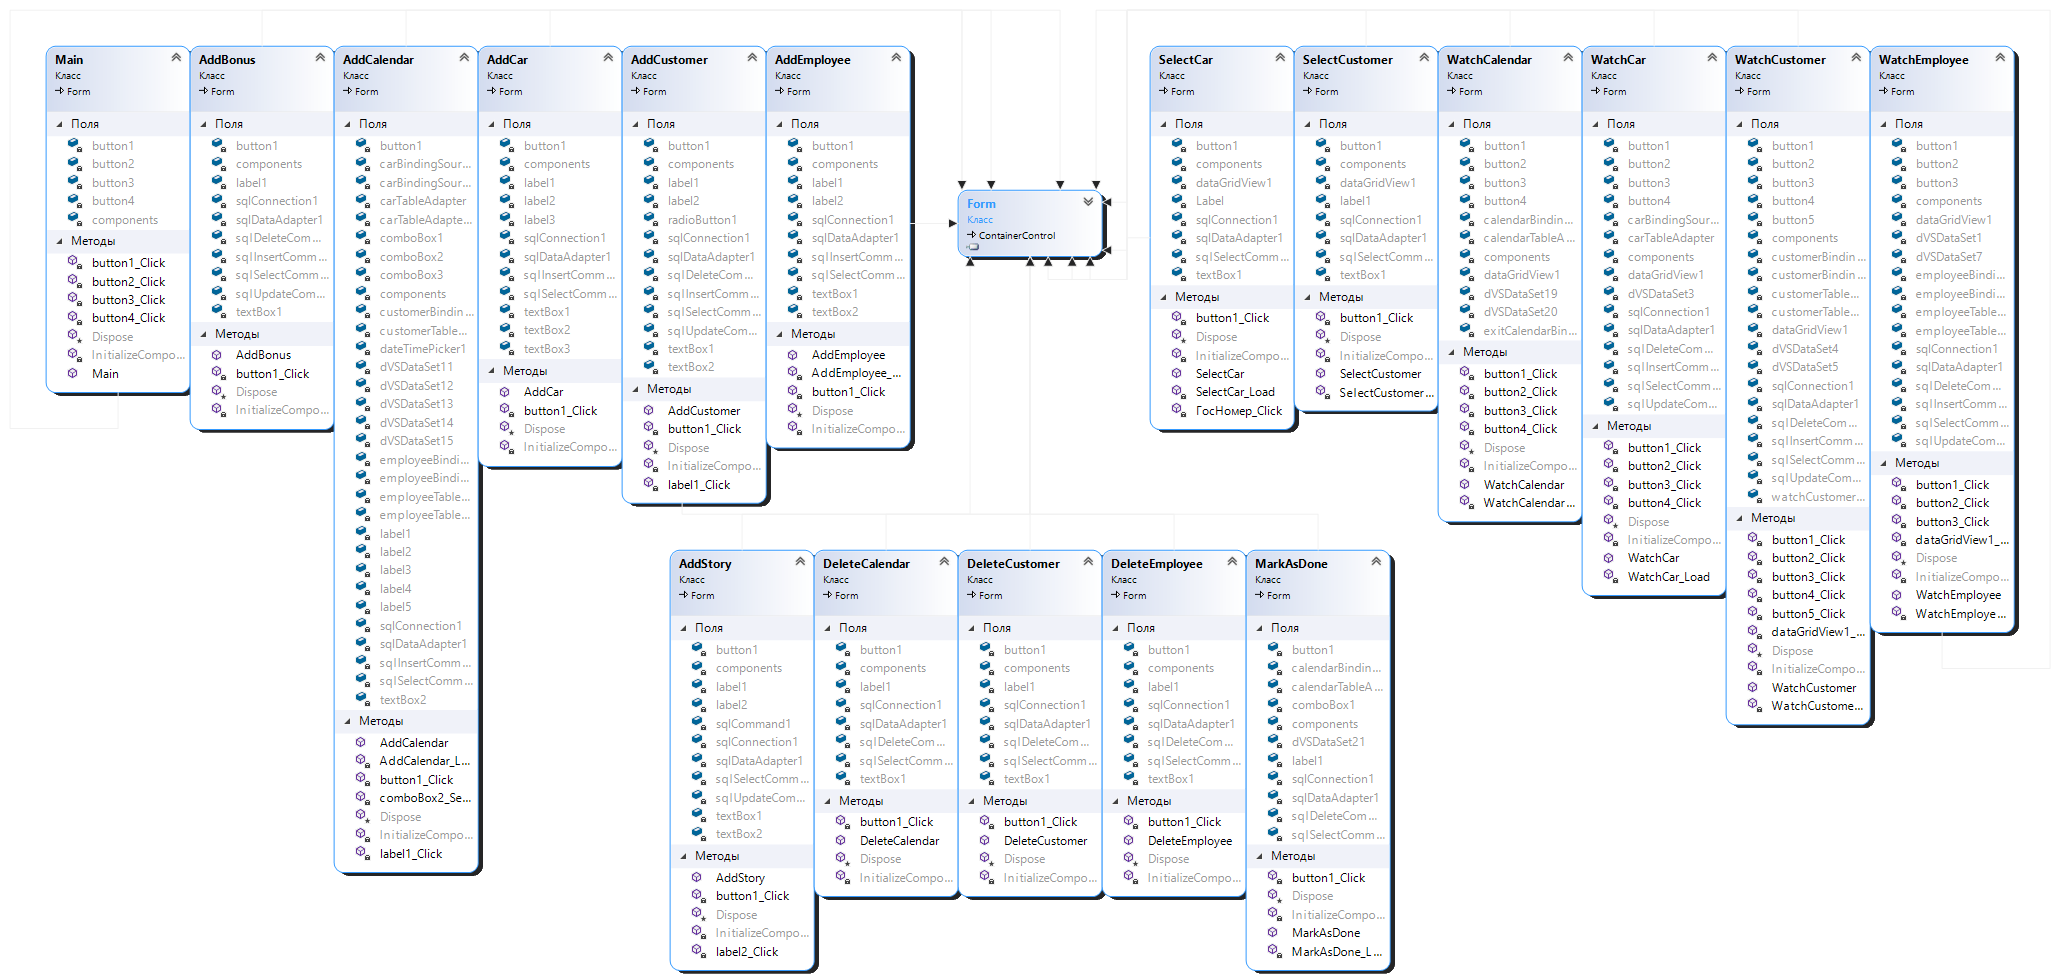 Main
Класс
Form
Поля
button1
button2
button3
button4
components
Методы
button1_Click
button2_Click
button3_Click
button4_Click
Dispose
InitializeCompo...
Main
AddBonus
Класс
Form
Поля
button1
components
label1
sqlConnection1
sqlDataAdapter1
sqlDeleteCom...
sqlInsertComm...
sqlSelectComm...
sqlUpdateCom...
textBox1
Методы
AddBonus
button1_Click
Dispose
InitializeCompo...
AddCalendar
Класс
Form
Поля
button1
carBindingSour...
carBindingSour...
carTableAdapter
carTableAdapte...
comboBox1
comboBox2
comboBox3
components
customerBindin...
customerTable...
dateTimePicker1
dVSDataSet11
dVSDataSet12
dVSDataSet13
dVSDataSet14
dVSDataSet15
employeeBindi...
employeeBindi...
employeeTable...
employeeTable...
label1
label2
label3
label4
label5
sqlConnection1
sqlDataAdapter1
sqlInsertComm...
sqlSelectComm...
textBox2
Методы
AddCalendar
AddCalendar_L...
button1_Click
comboBox2_Se...
Dispose
InitializeCompo...
label1_Click
AddCar
Класс
Form
Поля
button1
components
label1
label2
label3
sqlConnection1
sqlDataAdapter1
sqlInsertComm...
sqlSelectComm...
textBox1
textBox2
textBox3
Методы
AddCar
button1_Click
Dispose
InitializeCompo...
AddCustomer
Класс
Form
Поля
button1
components
label1
label2
radioButton1
sqlConnection1
sqlDataAdapter1
sqlDeleteCom...
sqlInsertComm...
sqlSelectComm...
sqlUpdateCom...
textBox1
textBox2
Методы
AddCustomer
button1_Click
Dispose
InitializeCompo...
label1_Click
AddEmployee
Класс
Form
Поля
button1
components
label1
label2
sqlConnection1
sqlDataAdapter1
sqlInsertComm...
sqlSelectComm...
textBox1
textBox2
Методы
AddEmployee
AddEmployee_...
button1_Click
Dispose
InitializeCompo...
Form
Класс
ContainerControl
SelectCar
Класс
Form
Поля
button1
components
dataGridView1
Label
sqlConnection1
sqlDataAdapter1
sqlSelectComm...
textBox1
Методы
button1_Click
Dispose
InitializeCompo...
SelectCar
SelectCar_Load
ГосНомер_Click
SelectCustomer
Класс
Form
Поля
button1
components
dataGridView1
label1
sqlConnection1
sqlDataAdapter1
sqlSelectComm...
textBox1
Методы
button1_Click
Dispose
InitializeCompo...
SelectCustomer
SelectCustomer...
WatchCalendar
Класс
Form
Поля
button1
button2
button3
button4
calendarBindin...
calendarTableA...
components
dataGridView1
dVSDataSet19
dVSDataSet20
exitCalendarBin...
Методы
button1_Click
button2_Click
button3_Click
button4_Click
Dispose
InitializeCompo...
WatchCalendar
WatchCalendar...
WatchCar
Класс
Form
Поля
button1
button2
button3
button4
carBindingSour...
carTableAdapter
components
dataGridView1
dVSDataSet3
sqlConnection1
sqlDataAdapter1
sqlDeleteCom...
sqlInsertComm...
sqlSelectComm...
sqlUpdateCom...
Методы
button1_Click
button2_Click
button3_Click
button4_Click
Dispose
InitializeCompo...
WatchCar
WatchCar_Load
WatchCustomer
Класс
Form
Поля
button1
button2
button3
button4
button5
components
customerBindin...
customerBindin...
customerTable...
customerTable...
dataGridView1
dVSDataSet4
dVSDataSet5
sqlConnection1
sqlDataAdapter1
sqlDeleteCom...
sqlInsertComm...
sqlSelectComm...
sqlUpdateCom...
watchCustomer...
Методы
button1_Click
button2_Click
button3_Click
button4_Click
button5_Click
dataGridView1_...
Dispose
InitializeCompo...
WatchCustomer
WatchCustome...
WatchEmployee
Класс
Form
Поля
button1
button2
button3
components
dataGridView1
dVSDataSet1
dVSDataSet7
employeeBindi...
employeeBindi...
employeeTable...
employeeTable...
sqlConnection1
sqlDataAdapter1
sqlDeleteCom...
sqlInsertComm...
sqlSelectComm...
sqlUpdateCom...
Методы
button1_Click
button2_Click
button3_Click
dataGridView1_...
Dispose
InitializeCompo...
WatchEmployee
WatchEmploye...
AddStory
Класс
Form
Поля
button1
components
label1
label2
sqlCommand1
sqlConnection1
sqlDataAdapter1
sqlSelectComm...
sqlUpdateCom...
textBox1
textBox2
Методы
AddStory
button1_Click
Dispose
InitializeCompo...
label2_Click
DeleteCalendar
Класс
Form
Поля
button1
components
label1
sqlConnection1
sqlDataAdapter1
sqlDeleteCom...
sqlSelectComm...
textBox1
Методы
button1_Click
DeleteCalendar
Dispose
InitializeCompo...
DeleteCustomer
Класс
Form
Поля
button1
components
label1
sqlConnection1
sqlDataAdapter1
sqlDeleteCom...
sqlSelectComm...
textBox1
Методы
button1_Click
DeleteCustomer
Dispose
InitializeCompo...
DeleteEmployee
Класс
Form
Поля
button1
components
label1
sqlConnection1
sqlDataAdapter1
sqlDeleteCom...
sqlSelectComm...
textBox1
Методы
button1_Click
DeleteEmployee
Dispose
InitializeCompo...
MarkAsDone
Класс
Form
Поля
button1
calendarBindin...
calendarTableA...
comboBox1
components
dVSDataSet21
label1
sqlConnection1
sqlDataAdapter1
sqlDeleteCom...
sqlSelectComm...
Методы
button1_Click
Dispose
InitializeCompo...
MarkAsDone
MarkAsDone_L...